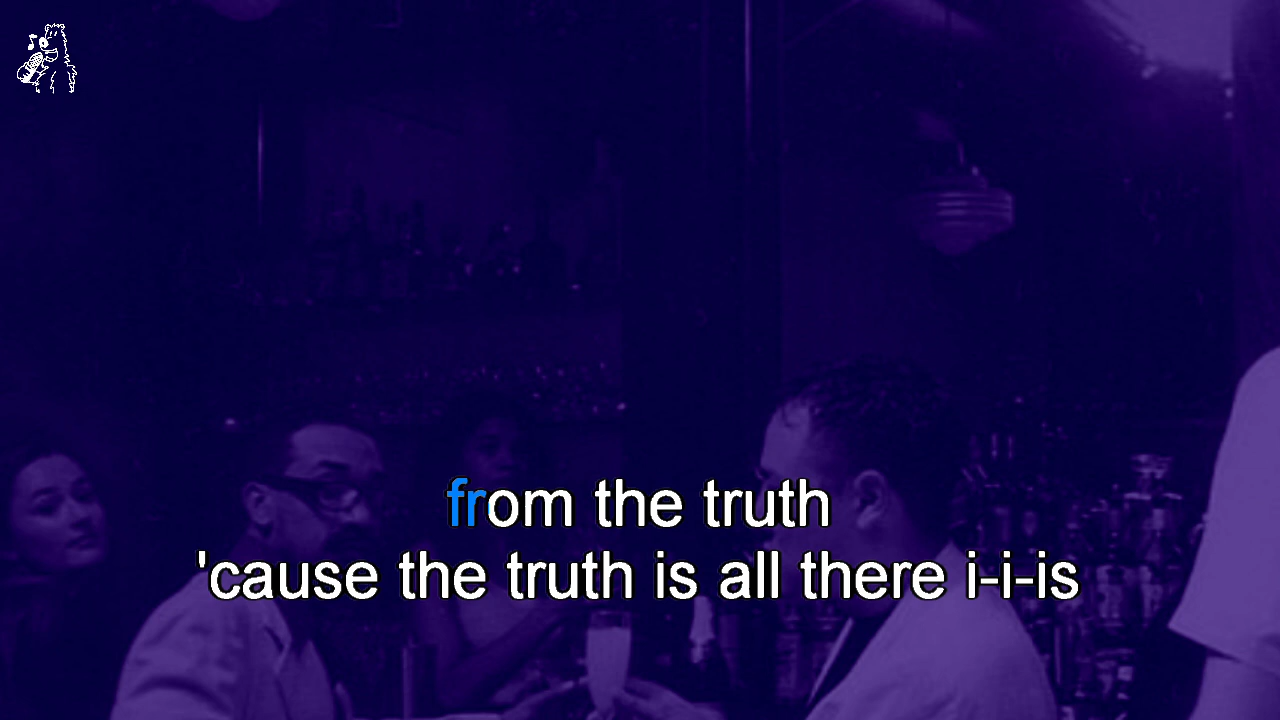 from the truth
'cause the truth is all there i-i-is